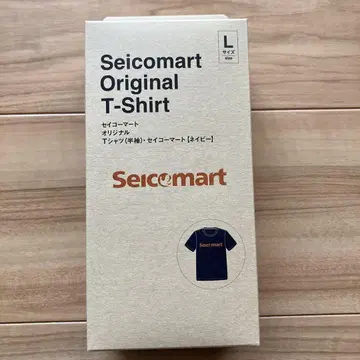 Seicomart
Original
T-Shirt
L
サイズ
size
セイコーマート
オリジナル
Tシャツ(半袖)・セイコーマート【ネイビー】
Seicomart
Seicomart